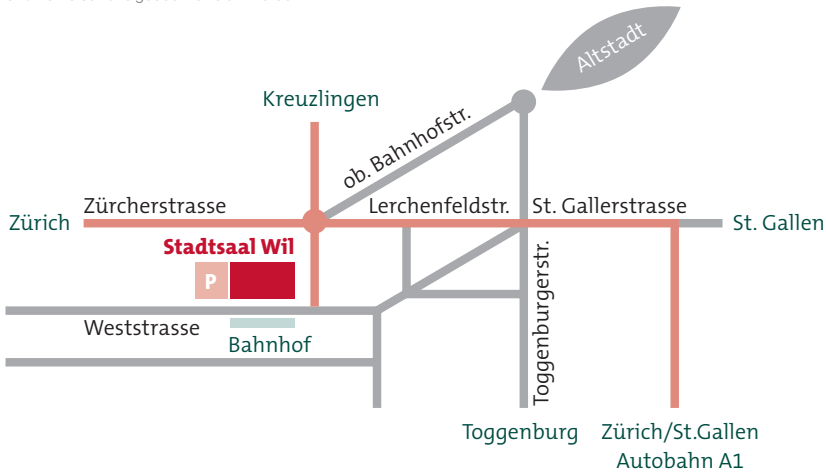 Altstadt
Kreuzlingen
ob. Bahnhofstr.
Zürcherstrasse
Lerchenfeldstr.
St. Gallerstrasse
Zürich
St. Gallen
Stadtsaal Wil
P
Toggenburgerstr.
Weststrasse
Bahnhof
Toggenburg
Zürich/St.Gallen
Autobahn A1